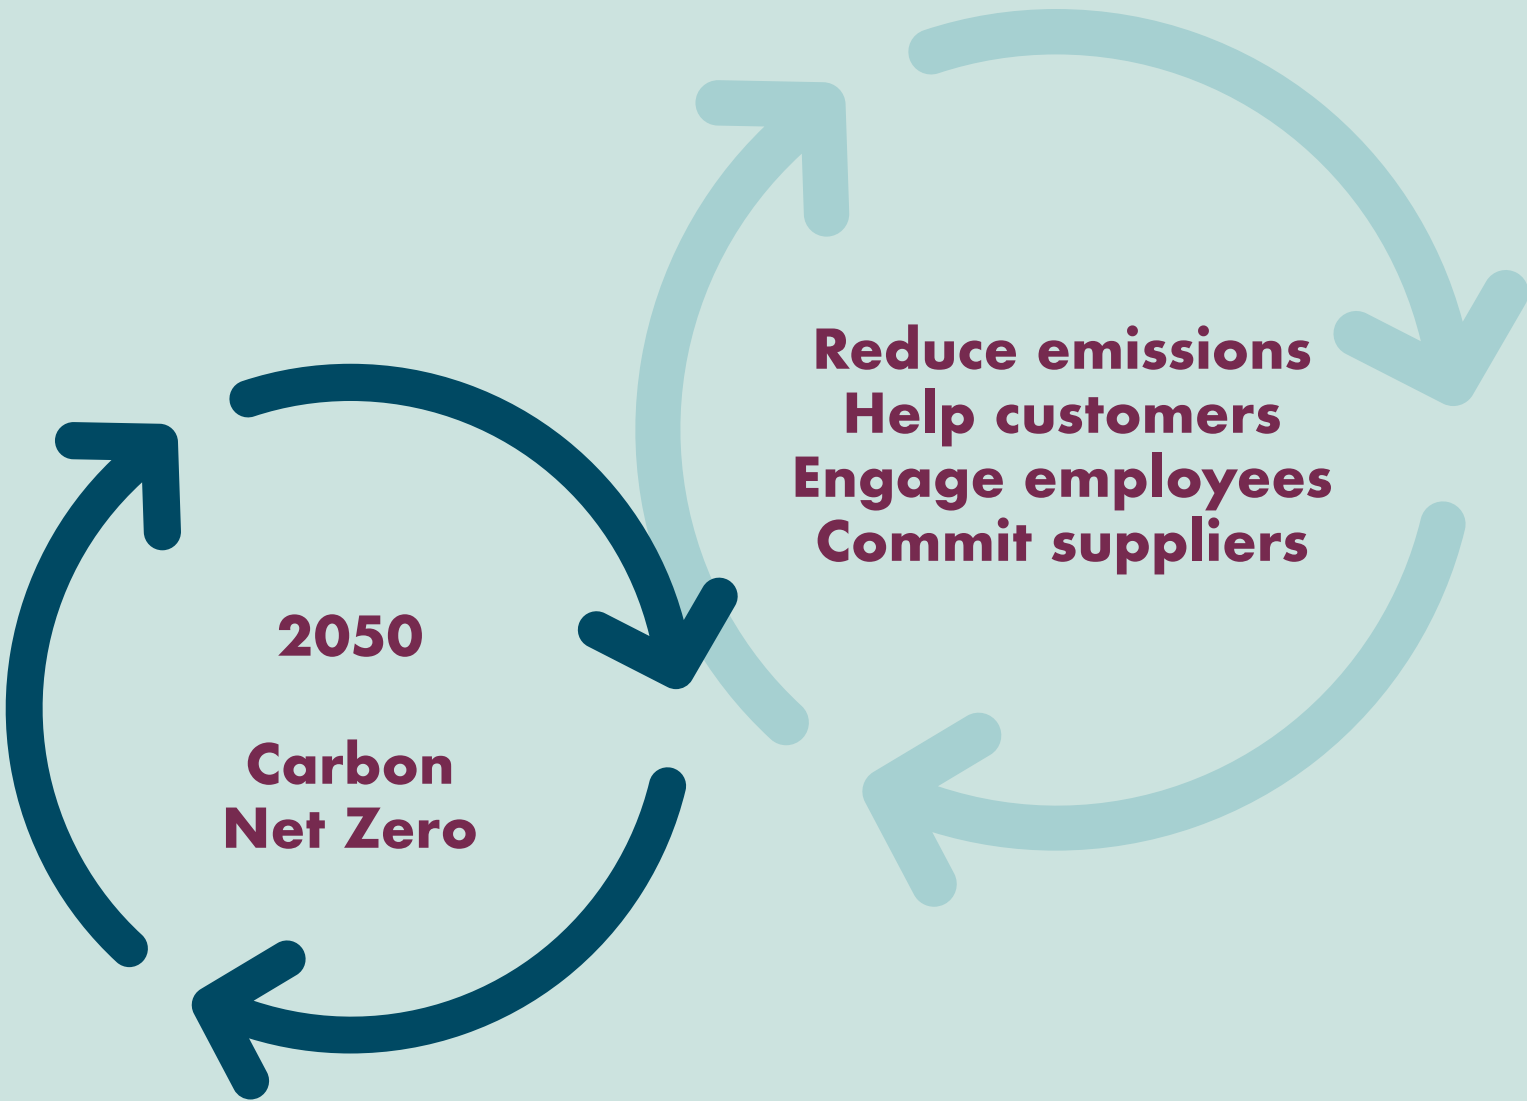 Reduce emissions
Help customers
Engage employees
Commit suppliers
2050
Carbon
Net Zero